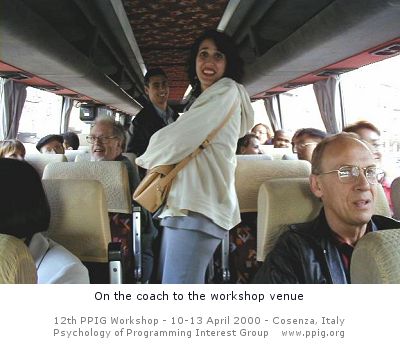 On the coach to the workshop venue
12th PPIG Workshop - 10-13 April 2000 - Cosenza, Italy
Psychology of Programming Interest Group www.ppig.org